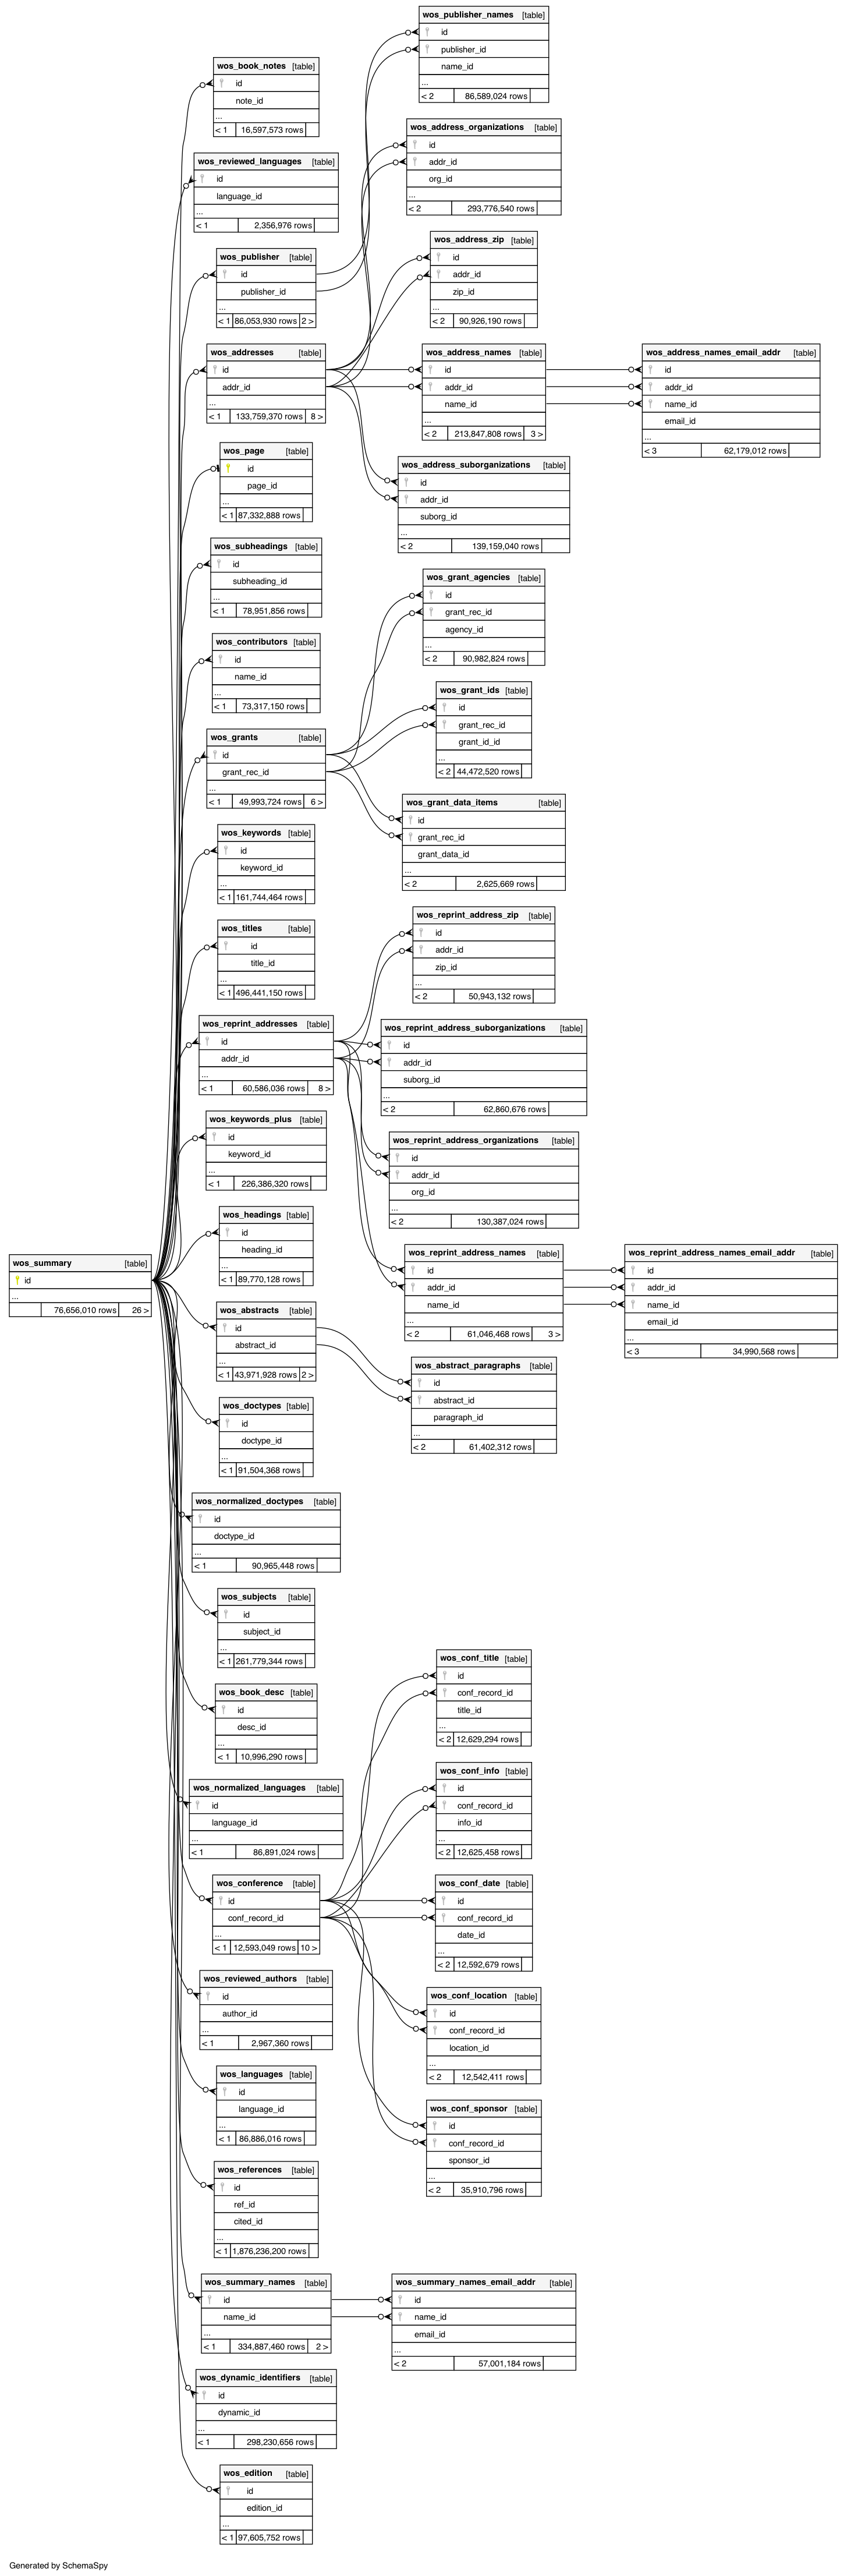 wos_publisher_names [table]
id
publisher_id
name_id
...
< 2 86,589,024 rows
wos_book_notes [table]
id
note_id
...
< 1 16,597,573 rows
wos_address_organizations [table]
id
addr_id
org_id
...
< 2 293,776,540 rows
wos_reviewed_languages [table]
id
language_id
...
< 1 2,356,976 rows
wos_address_zip [table]
id
addr_id
zip_id
...
< 2 90,926,190 rows
wos_publisher [table]
id
publisher_id
...
< 1 86,053,930 rows 2 >
wos_addresses [table]
id
addr_id
...
< 1 133,759,370 rows 8 >
wos_address_names [table]
id
addr_id
name_id
...
< 2 213,847,808 rows 3 >
wos_address_names_email_addr [table]
id
addr_id
name_id
email_id
...
< 3 62,179,012 rows
wos_page [table]
id
page_id
...
< 1 87,332,888 rows
wos_address_suborganizations [table]
id
addr_id
suborg_id
...
< 2 139,159,040 rows
wos_subheadings [table]
id
subheading_id
...
< 1 78,951,856 rows
wos_grant_agencies [table]
id
grant_rec_id
agency_id
...
< 2 90,982,824 rows
wos_contributors [table]
id
name_id
...
< 1 73,317,150 rows
wos_grant_ids [table]
id
grant_rec_id
grant_id_id
...
< 2 44,472,520 rows
wos_grants [table]
id
grant_rec_id
...
< 1 49,993,724 rows 6 >
wos_grant_data_items [table]
id
grant_rec_id
grant_data_id
...
< 2 2,625,669 rows
wos_keywords [table]
id
keyword_id
...
< 1 161,744,464 rows
wos_reprint_address_zip [table]
id
addr_id
zip_id
...
< 2 50,943,132 rows
wos_titles [table]
id
title_id
...
< 1 496,441,150 rows
wos_reprint_addresses [table]
id
addr_id
...
< 1 60,586,036 rows 8 >
wos_reprint_address_suborganizations [table]
id
addr_id
suborg_id
...
< 2 62,860,676 rows
wos_keywords_plus [table]
id
keyword_id
...
< 1 226,386,320 rows
wos_reprint_address_organizations [table]
id
addr_id
org_id
...
< 2 130,387,024 rows
wos_headings [table]
id
heading_id
...
< 1 89,770,128 rows
wos_reprint_address_names [table]
id
addr_id
name_id
...
< 2 61,046,468 rows 3 >
wos_reprint_address_names_email_addr [table]
id
addr_id
name_id
email_id
...
< 3 34,990,568 rows
wos_summary [table]
id
...
76,656,010 rows 26 >
wos_abstracts [table]
id
abstract_id
...
< 1 43,971,928 rows 2 >
wos_abstract_paragraphs [table]
id
abstract_id
paragraph_id
...
< 2 61,402,312 rows
wos_doctypes [table]
id
doctype_id
...
< 1 91,504,368 rows
wos_normalized_doctypes [table]
id
doctype_id
...
< 1 90,965,448 rows
wos_subjects [table]
id
subject_id
...
< 1 261,779,344 rows
wos_conf_title [table]
id
conf_record_id
title_id
...
< 2 12,629,294 rows
wos_book_desc [table]
id
desc_id
...
< 1 10,996,290 rows
wos_conf_info [table]
id
conf_record_id
info_id
...
< 2 12,625,458 rows
wos_normalized_languages [table]
id
language_id
...
< 1 86,891,024 rows
wos_conference [table]
id
conf_record_id
...
< 1 12,593,049 rows 10 >
wos_conf_date [table]
id
conf_record_id
date_id
...
< 2 12,592,679 rows
wos_reviewed_authors [table]
id
author_id
...
< 1 2,967,360 rows
wos_conf_location [table]
id
conf_record_id
location_id
...
< 2 12,542,411 rows
wos_languages [table]
id
language_id
...
< 1 86,886,016 rows
wos_conf_sponsor [table]
id
conf_record_id
sponsor_id
...
< 2 35,910,796 rows
wos_references [table]
id
ref_id
cited_id
...
< 1 1,876,236,200 rows
wos_summary_names [table]
id
name_id
...
< 1 334,887,460 rows 2 >
wos_summary_names_email_addr [table]
id
name_id
email_id
...
< 2 57,001,184 rows
wos_dynamic_identifiers [table]
id
dynamic_id
...
< 1 298,230,656 rows
wos_edition [table]
id
edition_id
...
< 1 97,605,752 rows
Generated by SchemaSpy